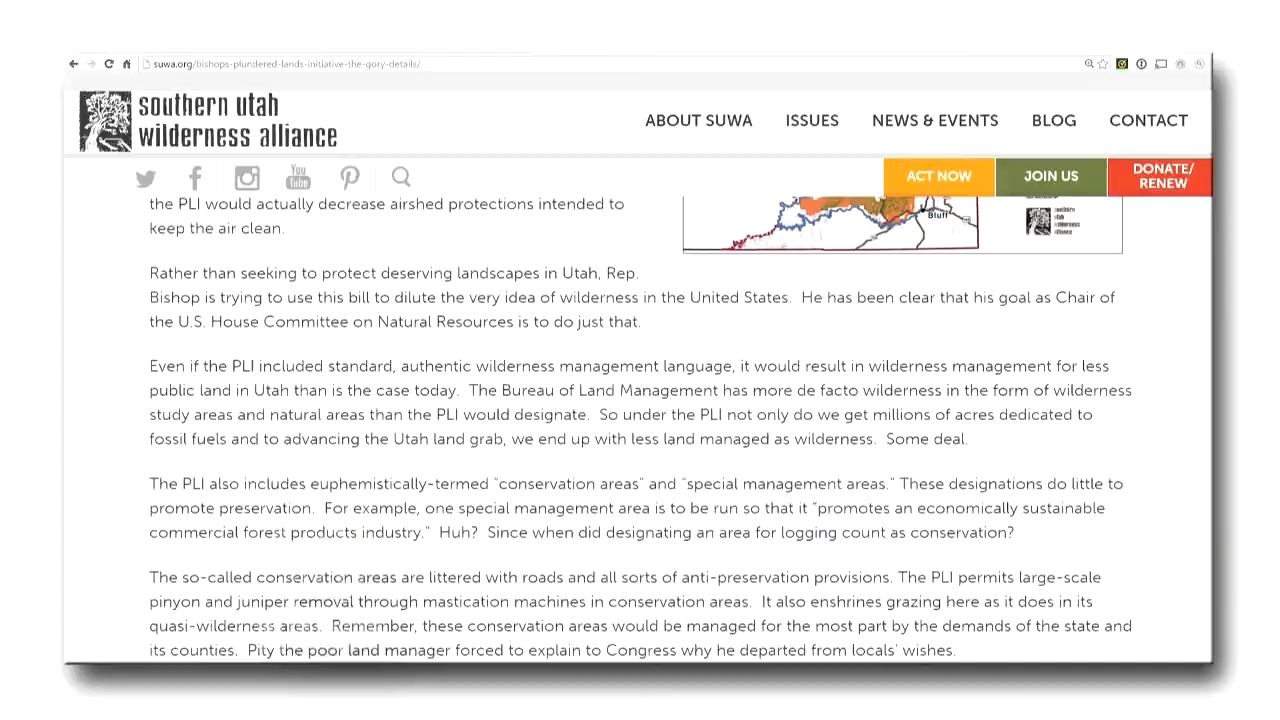 suwa.org/bishops-plundered-lands-initiative-the-gory-details/
southern utah
wilderness alliance
ABOUT SUWA ISSUES NEWS & EVENTS BLOG CONTACT
You
Tube
ACT NOW
JOIN US
DONATE/
RENEW
the PLI would actually decrease airshed protections intended to
keep the air clean.
Bluff
southern
utah
wilderness
alliance
Rather than seeking to protect deserving landscapes in Utah, Rep.
Bishop is trying to use this bill to dilute the very idea of wilderness in the United States.  He has been clear that his goal as Chair of
the U.S. House Committee on Natural Resources is to do just that.
Even if the PLI included standard, authentic wilderness management language, it would result in wilderness management for less
public land in Utah than is the case today.  The Bureau of Land Management has more de facto wilderness in the form of wilderness
study areas and natural areas than the PLI would designate.  So under the PLI not only do we get millions of acres dedicated to
fossil fuels and to advancing the Utah land grab, we end up with less land managed as wilderness.  Some deal.
The PLI also includes euphemistically-termed “conservation areas” and “special management areas.” These designations do little to
promote preservation.  For example, one special management area is to be run so that it “promotes an economically sustainable
commercial forest products industry.”  Huh?  Since when did designating an area for logging count as conservation?
The so-called conservation areas are littered with roads and all sorts of anti-preservation provisions. The PLI permits large-scale
pinyon and juniper removal through mastication machines in conservation areas.  It also enshrines grazing here as it does in its
quasi-wilderness areas.  Remember, these conservation areas would be managed for the most part by the demands of the state and
its counties.  Pity the poor land manager forced to explain to Congress why he departed from locals’ wishes.